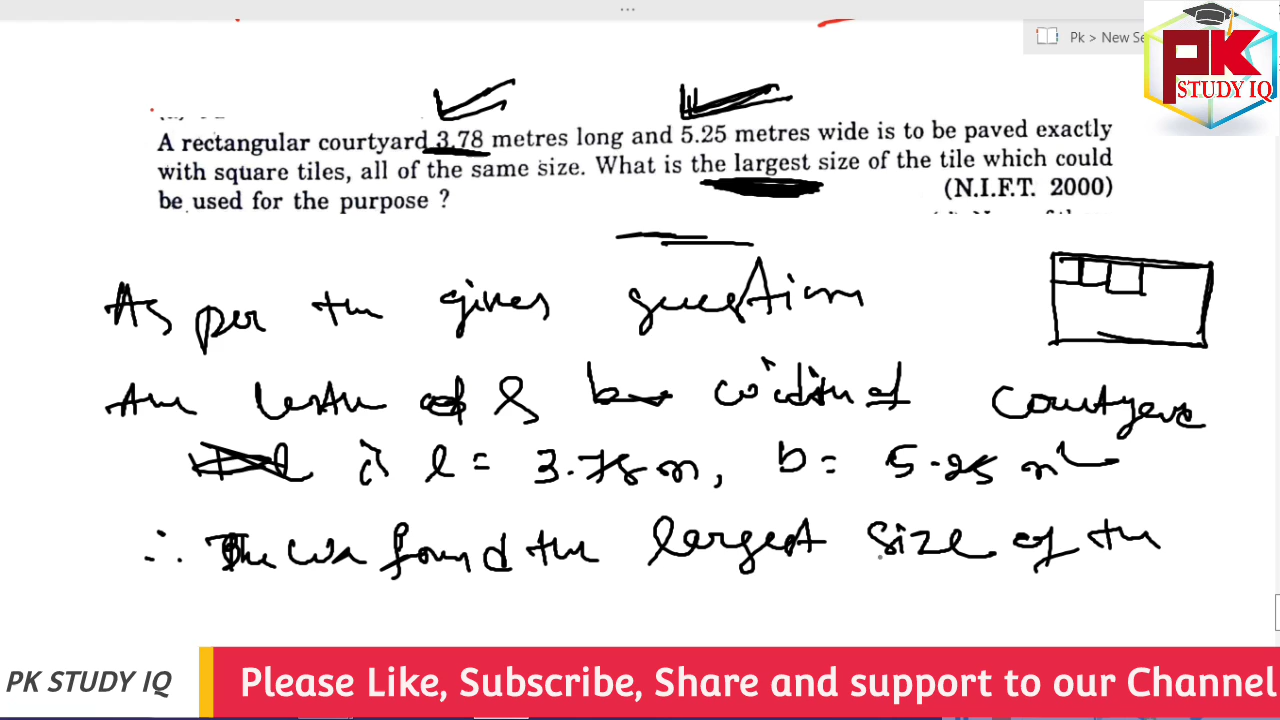 ...
Pk > New Se
PK
STUDY IQ
A rectangular courtyard 3.78 metres long and 5.25 metres wide is to be paved exactly
with square tiles, all of the same size. What is the largest size of the tile which could
be used for the purpose ?
(N.I.F.T. 2000)
As per the given question
the of & width of
is l = 3.78 m, b = 5.25 m
∴ The we found the largest size of the
PK STUDY IQ
Please Like, Subscribe, Share and support to our Channel